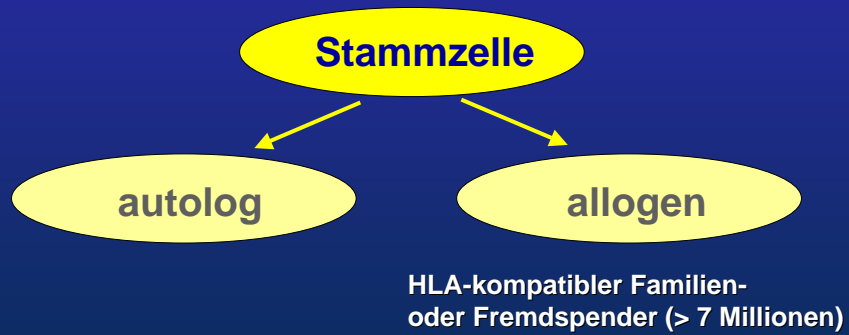 Stammzelle
autolog
allogen
HLA-kompatibler Familien-
oder Fremdspender (> 7 Millionen)